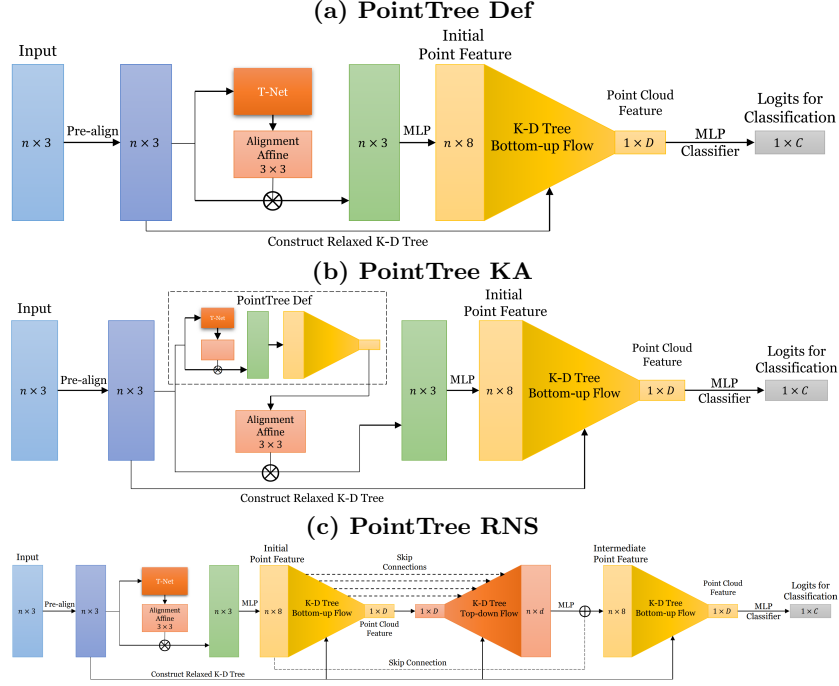 (a) PointTree Def
Input
n × 3
Pre-align
n × 3
T-Net
Alignment
Affine
3 × 3
n × 3
MLP
Initial
Point Feature
n × 8
K-D Tree
Bottom-up Flow
Point Cloud
Feature
1 × D
MLP
Classifier
Logits for
Classification
1 × C
Construct Relaxed K-D Tree
(b) PointTree KA
Input
n × 3
Pre-align
n × 3
PointTree Def
T-Net
Alignment
Affine
3 × 3
n × 3
MLP
Initial
Point Feature
n × 8
K-D Tree
Bottom-up Flow
Point Cloud
Feature
1 × D
MLP
Classifier
Logits for
Classification
1 × C
Construct Relaxed K-D Tree
(c) PointTree RNS
Input
n × 3
Pre-align
n × 3
T-Net
Alignment
Affine
3 × 3
n × 3
MLP
Initial
Point Feature
n × 8
K-D Tree
Bottom-up Flow
1 × D
Point Cloud
Feature
Skip
Connections
1 × D
K-D Tree
Top-down Flow
n × d
MLP
Skip Connection
Intermediate
Point Feature
n × 8
K-D Tree
Bottom-up Flow
Point Cloud
Feature
1 × D
MLP
Classifier
Logits for
Classification
1 × C
Construct Relaxed K-D Tree